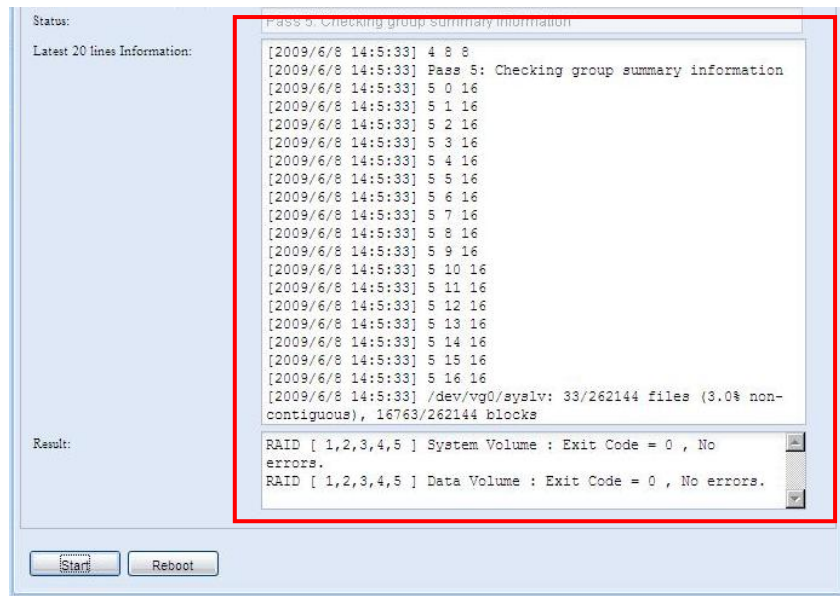 Status:
Pass 5: Checking group summary information
Latest 20 lines Information:
[2009/6/8 14:5:33] 4 8 8
[2009/6/8 14:5:33] Pass 5: Checking group summary information
[2009/6/8 14:5:33] 5 0 16
[2009/6/8 14:5:33] 5 1 16
[2009/6/8 14:5:33] 5 2 16
[2009/6/8 14:5:33] 5 3 16
[2009/6/8 14:5:33] 5 4 16
[2009/6/8 14:5:33] 5 5 16
[2009/6/8 14:5:33] 5 6 16
[2009/6/8 14:5:33] 5 7 16
[2009/6/8 14:5:33] 5 8 16
[2009/6/8 14:5:33] 5 9 16
[2009/6/8 14:5:33] 5 10 16
[2009/6/8 14:5:33] 5 11 16
[2009/6/8 14:5:33] 5 12 16
[2009/6/8 14:5:33] 5 13 16
[2009/6/8 14:5:33] 5 14 16
[2009/6/8 14:5:33] 5 15 16
[2009/6/8 14:5:33] 5 16 16
[2009/6/8 14:5:33] /dev/vg0/syslv: 33/262144 files (3.0% non-
contiguous), 16763/262144 blocks
Result:
RAID [ 1,2,3,4,5 ] System Volume : Exit Code = 0 , No
errors.
RAID [ 1,2,3,4,5 ] Data Volume : Exit Code = 0 , No errors.
Start
Reboot